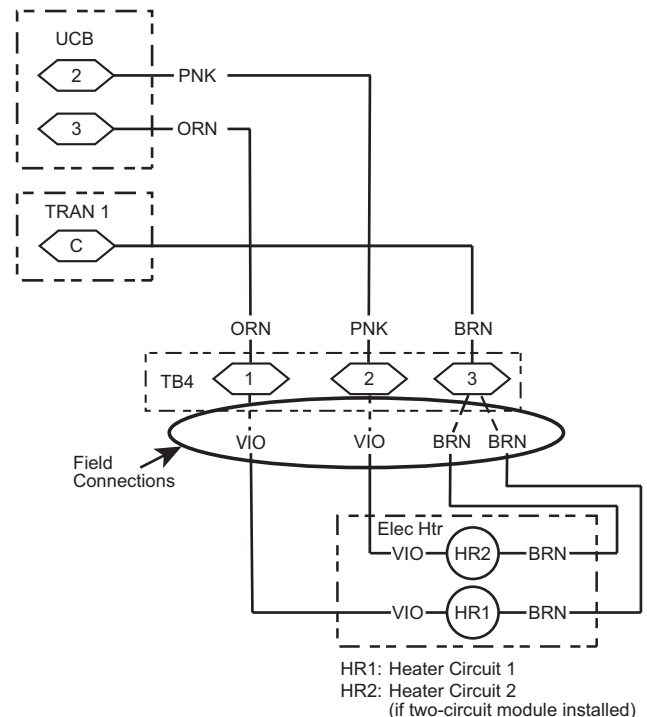 UCB
2 PNK
3 ORN
TRAN 1
C
ORN PNK BRN
TB4 1 2 3
VIO VIO BRN BRN
Field
Connections
Elec Htr
VIO HR2 BRN
VIO HR1 BRN
HR1: Heater Circuit 1
HR2: Heater Circuit 2
(if two-circuit module installed)